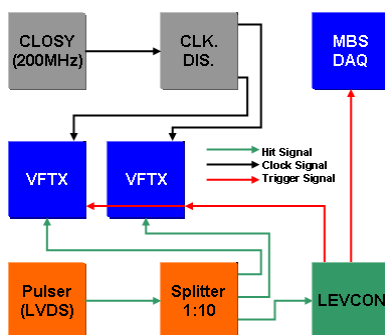 CLOSY
(200MHz)
CLK.
DIS.
MBS
DAQ
VFTX
VFTX
Hit Signal
Clock Signal
Trigger Signal
Pulser
(LVDS)
Splitter
1:10
LEVCON